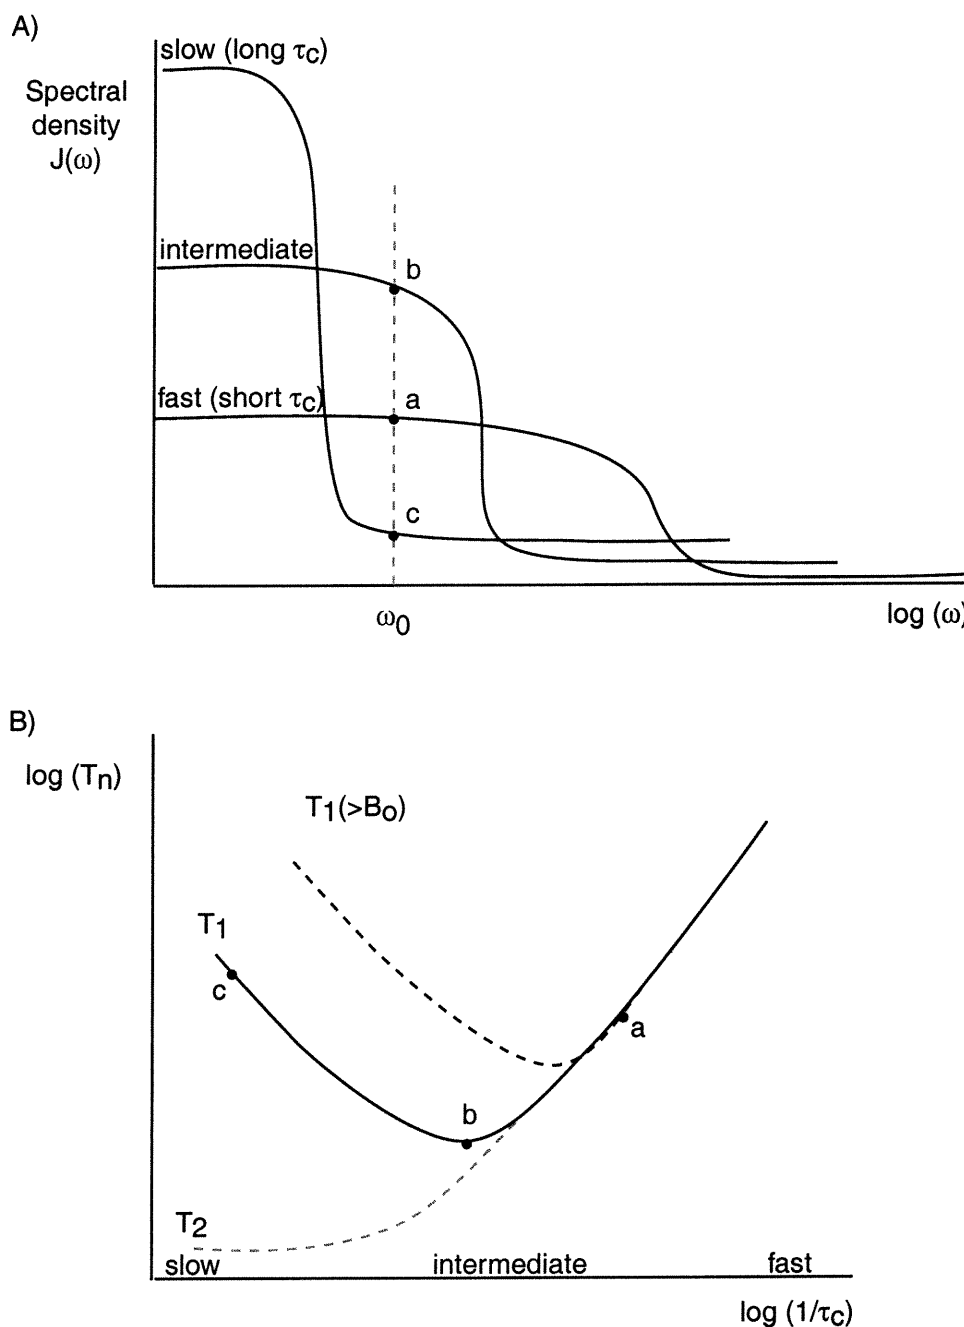 A)
slow (long τc)
Spectral
density
J(ω)
intermediate
b
fast (short τc)
a
c
ω0
log (ω)
B)
log (Tn)
T1(>Bo)
T1
c
a
b
T2
slow intermediate fast
log (1/τc)